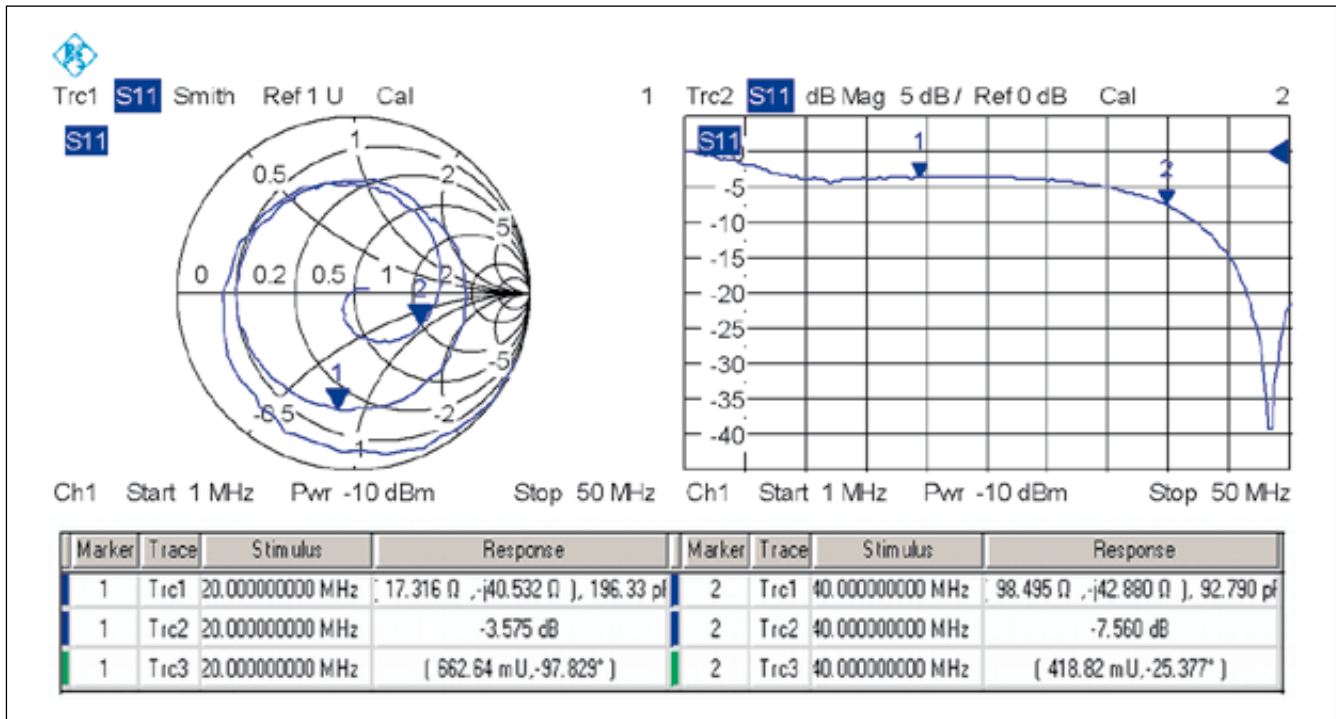 Trc1 S11 Smith Ref 1 U Cal 1
S11
1
0.5
2
5
0 0.2 0.5 1 2
2
-5
1
-0.5
-2
-1
Ch1 Start 1 MHz Pwr -10 dBm Stop 50 MHz
Trc2 S11 dB Mag 5 dB / Ref 0 dB Cal 2
S11
1
2
0
-5
-10
-15
-20
-25
-30
-35
-40
Ch1 Start 1 MHz Pwr -10 dBm Stop 50 MHz
Marker Trace Stimulus Response Marker Trace Stimulus Response
1 Trc1 20.000000000 MHz 17.316 Ω ,-j40.532 Ω ), 196.33 pF 2 Trc1 40.000000000 MHz 98.495 Ω ,-j42.880 Ω ), 92.790 pF
1 Trc2 20.000000000 MHz -3.575 dB 2 Trc2 40.000000000 MHz -7.560 dB
1 Trc3 20.000000000 MHz ( 662.64 mU,-97.829° ) 2 Trc3 40.000000000 MHz ( 418.82 mU,-25.377° )